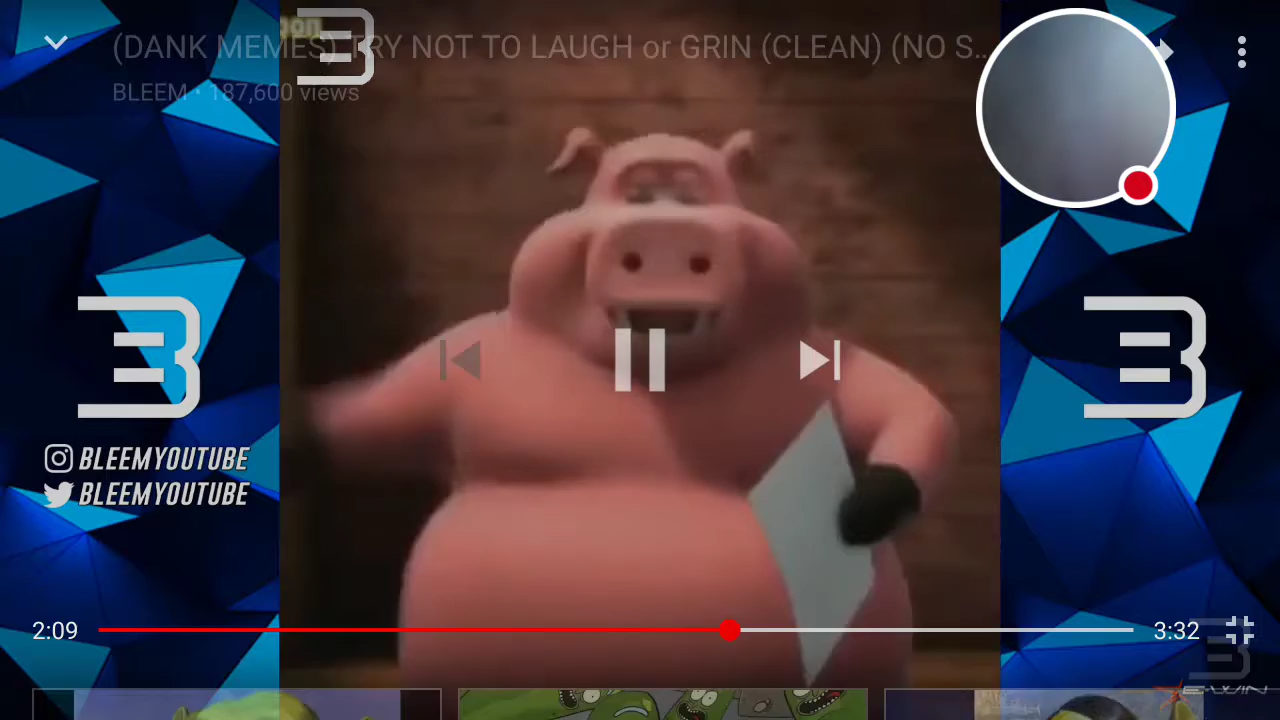 (DANK MEMES) TRY NOT TO LAUGH or GRIN (CLEAN) (NO S...
BLEEM · 187,600 views
BLEEMYOUTUBE
BLEEMYOUTUBE
2:09
3:32
E-WIN